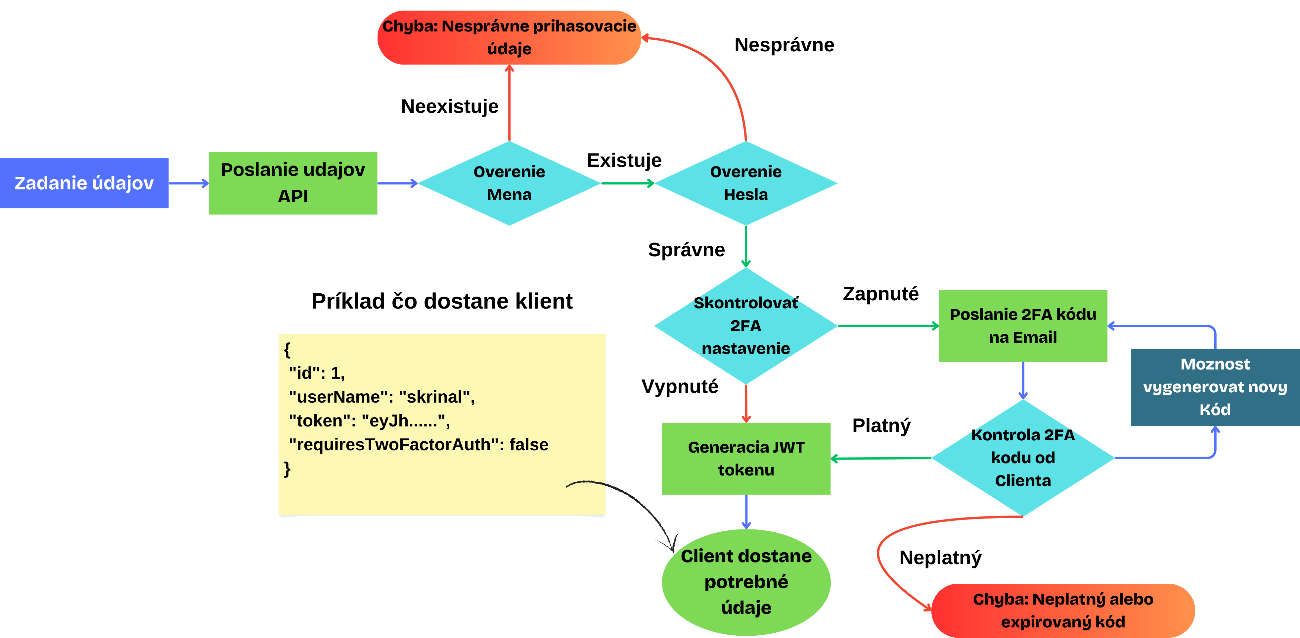 Chyba: Nesprávne prihasovacie
údaje
Nesprávne
Neexistuje
Zadanie údajov
Poslanie udajov
API
Overenie
Mena
Existuje
Overenie
Hesla
Správne
Skontrolovať
2FA
nastavenie
Zapnuté
Poslanie 2FA kódu
na Email
Moznost
vygenerovat novy
Kód
Vypnuté
Platný
Kontrola 2FA
kodu od
Clienta
Generacia JWT
tokenu
Príklad čo dostane klient
{
"id": 1,
"userName": "skrinal",
"token": "eyJh......",
"requiresTwoFactorAuth": false
}
Client dostane
potrebné
údaje
Neplatný
Chyba: Neplatný alebo
expirovaný kód